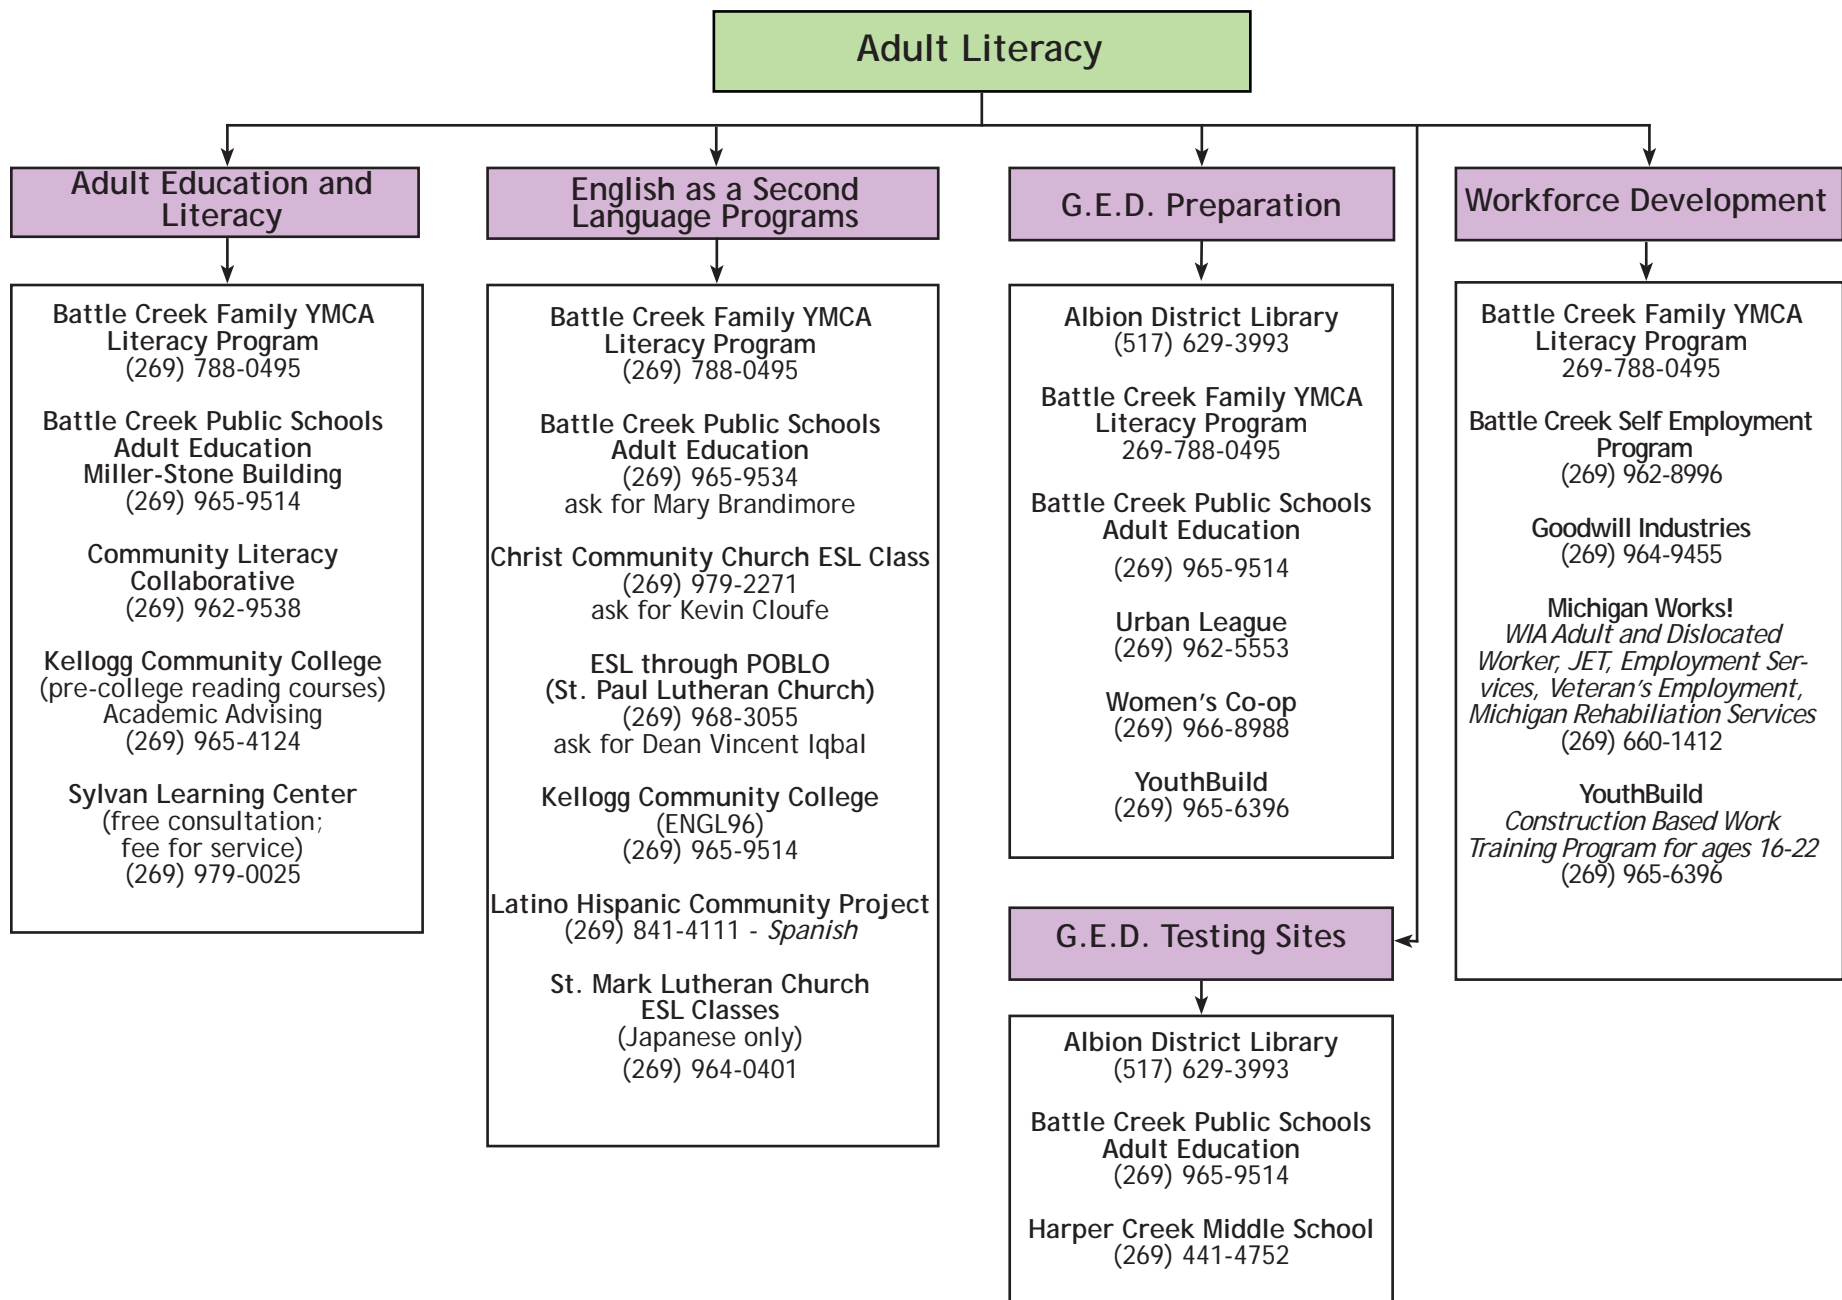 Adult Literacy
Adult Education and
Literacy
Battle Creek Family YMCA
Literacy Program
(269) 788-0495
Battle Creek Public Schools
Adult Education
Miller-Stone Building
(269) 965-9514
Community Literacy
Collaborative
(269) 962-9538
Kellogg Community College
(pre-college reading courses)
Academic Advising
(269) 965-4124
Sylvan Learning Center
(free consultation;
fee for service)
(269) 979-0025
English as a Second
Language Programs
Battle Creek Family YMCA
Literacy Program
(269) 788-0495
Battle Creek Public Schools
Adult Education
(269) 965-9534
ask for Mary Brandimore
Christ Community Church ESL Class
(269) 979-2271
ask for Kevin Cloufe
ESL through POBLO
(St. Paul Lutheran Church)
(269) 968-3055
ask for Dean Vincent Iqbal
Kellogg Community College
(ENGL96)
(269) 965-9514
Latino Hispanic Community Project
(269) 841-4111 - Spanish
St. Mark Lutheran Church
ESL Classes
(Japanese only)
(269) 964-0401
G.E.D. Preparation
Albion District Library
(517) 629-3993
Battle Creek Family YMCA
Literacy Program
269-788-0495
Battle Creek Public Schools
Adult Education
(269) 965-9514
Urban League
(269) 962-5553
Women's Co-op
(269) 966-8988
YouthBuild
(269) 965-6396
G.E.D. Testing Sites
Albion District Library
(517) 629-3993
Battle Creek Public Schools
Adult Education
(269) 965-9514
Harper Creek Middle School
(269) 441-4752
Workforce Development
Battle Creek Family YMCA
Literacy Program
269-788-0495
Battle Creek Self Employment
Program
(269) 962-8996
Goodwill Industries
(269) 964-9455
Michigan Works!
WIA Adult and Dislocated
Worker, JET, Employment Ser-
vices, Veteran's Employment,
Michigan Rehabiliation Services
(269) 660-1412
YouthBuild
Construction Based Work
Training Program for ages 16-22
(269) 965-6396